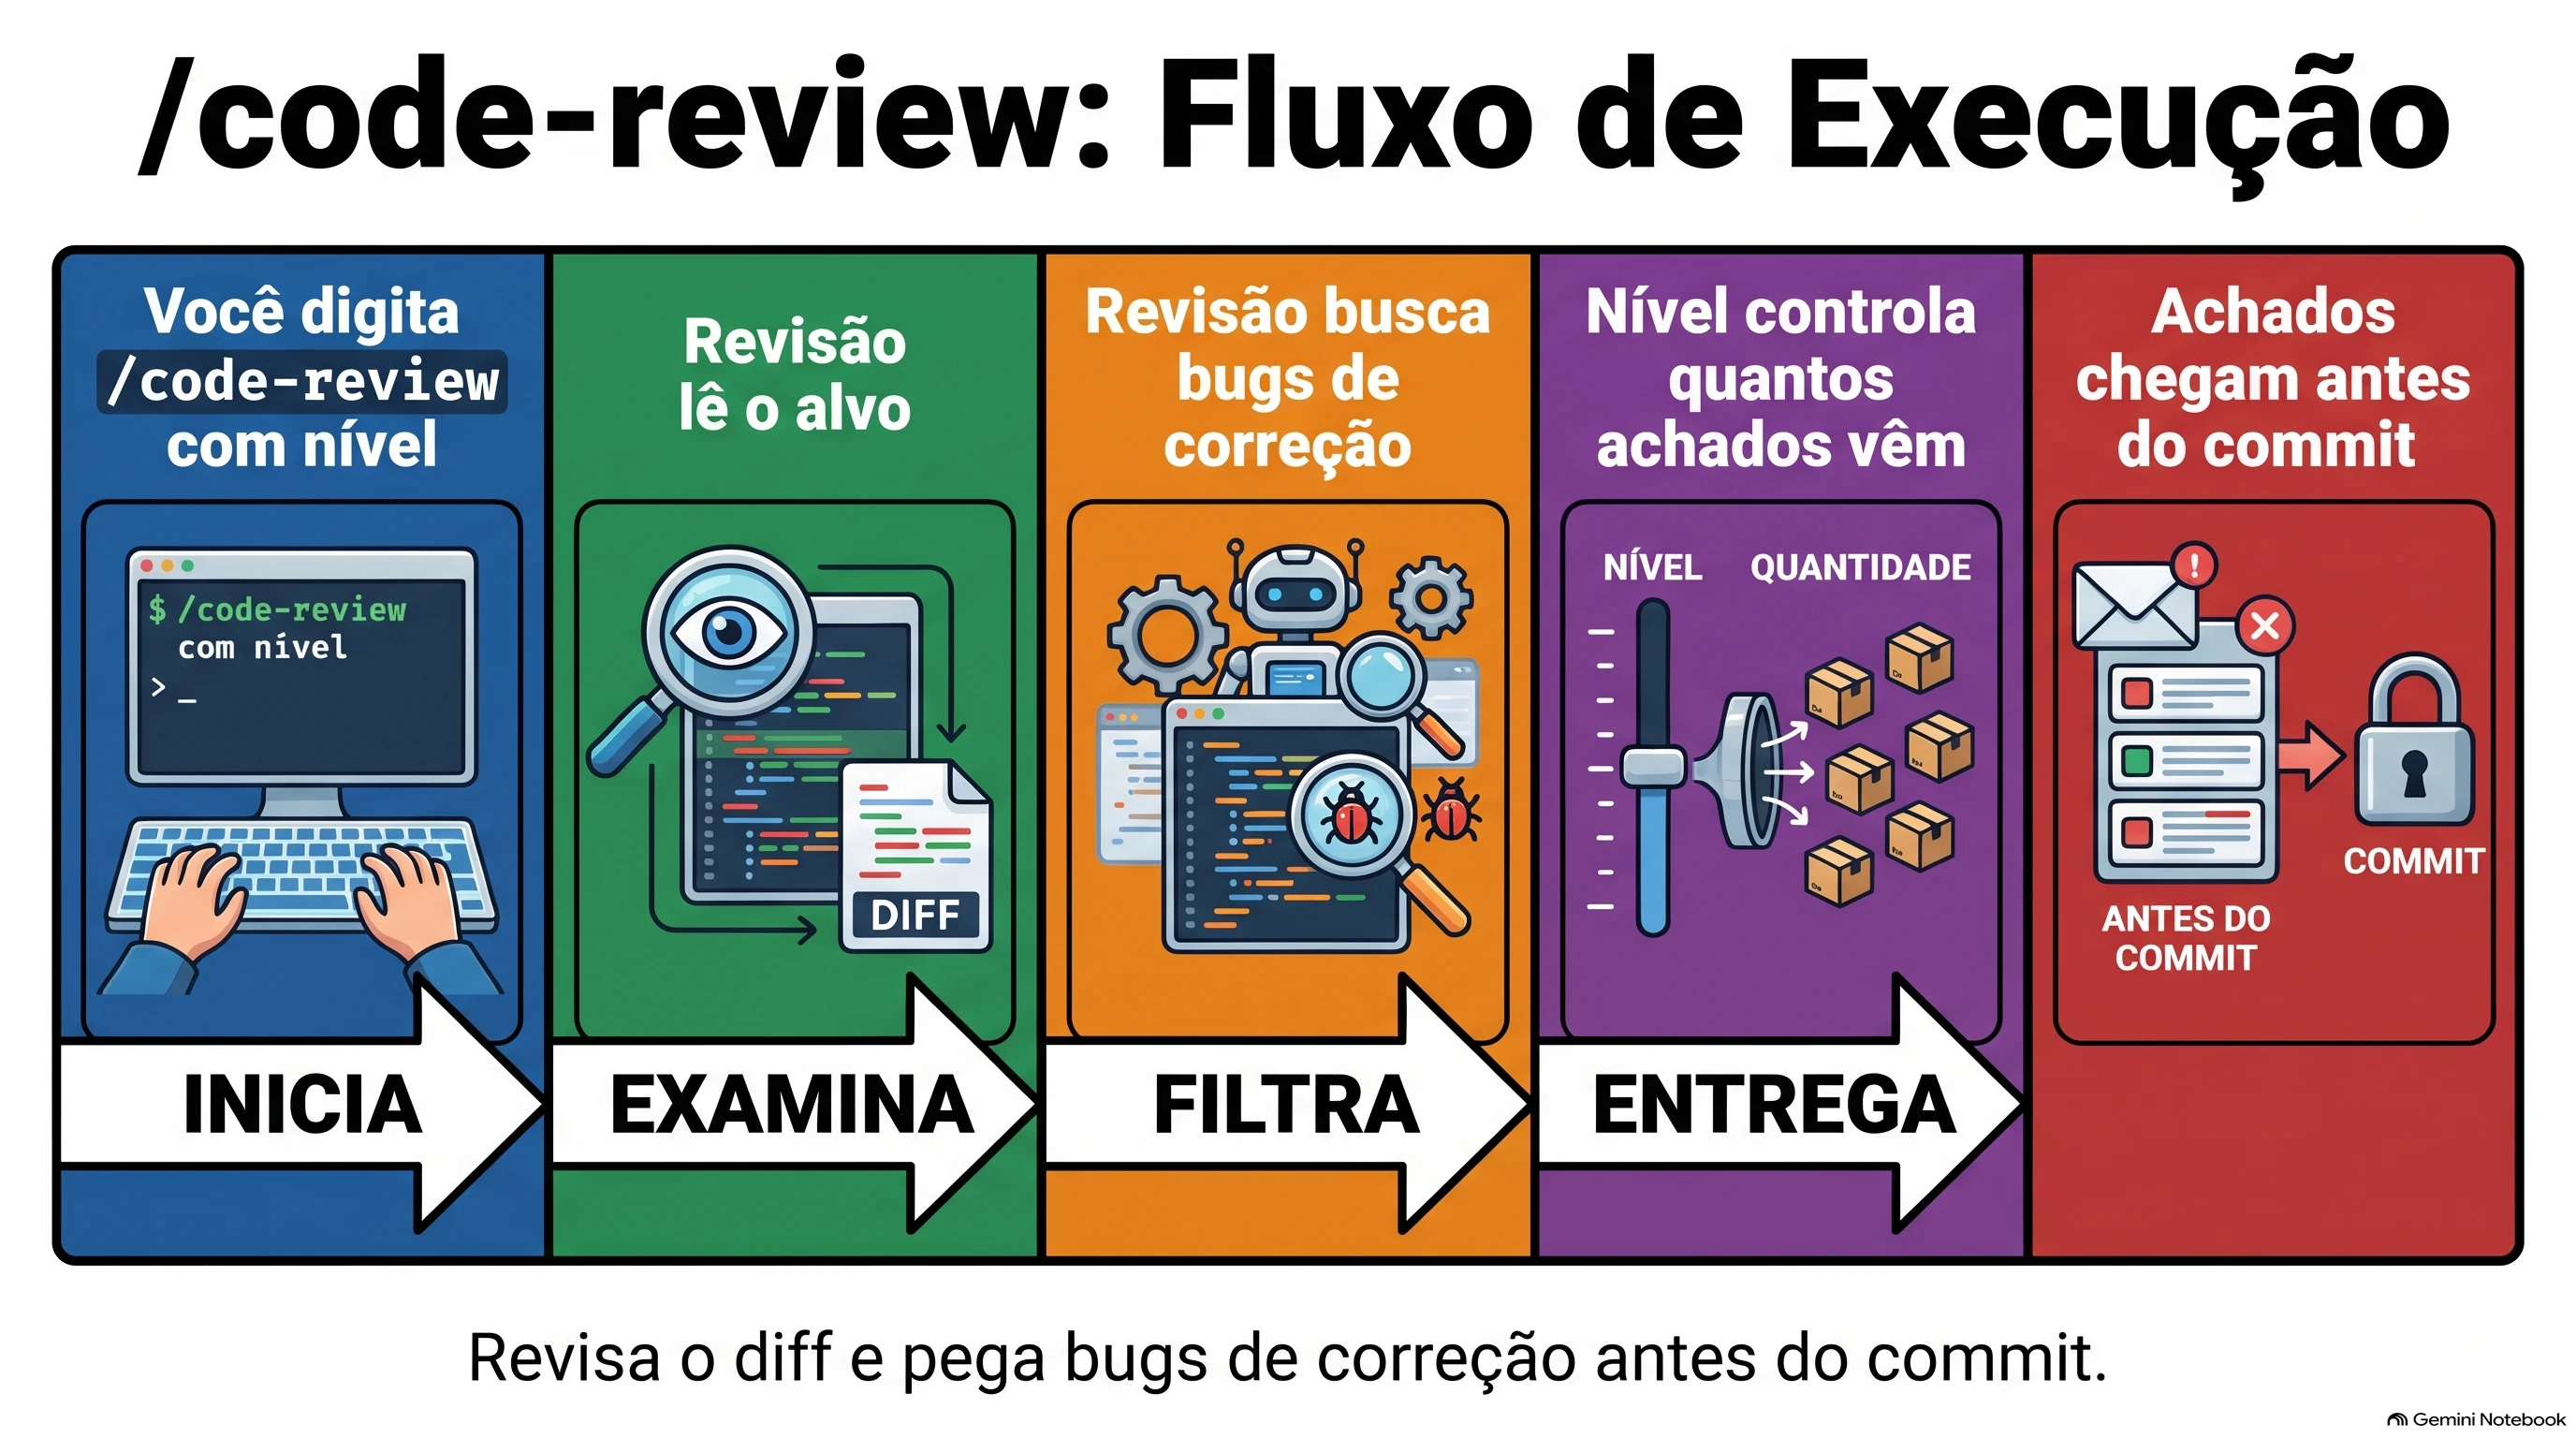 /code-review: Fluxo de Execução
Você digita
/code-review
com nível
$ /code-review
com nível
> _
INICIA
Revisão
lê o alvo
DIFF
EXAMINA
Revisão busca
bugs de
correção
FILTRA
Nível controla
quantos
achados vêm
NÍVEL
QUANTIDADE
ENTREGA
Achados
chegam antes
do commit
!
ANTES DO
COMMIT
COMMIT
Revisa o diff e pega bugs de correção antes do commit.
Gemini Notebook